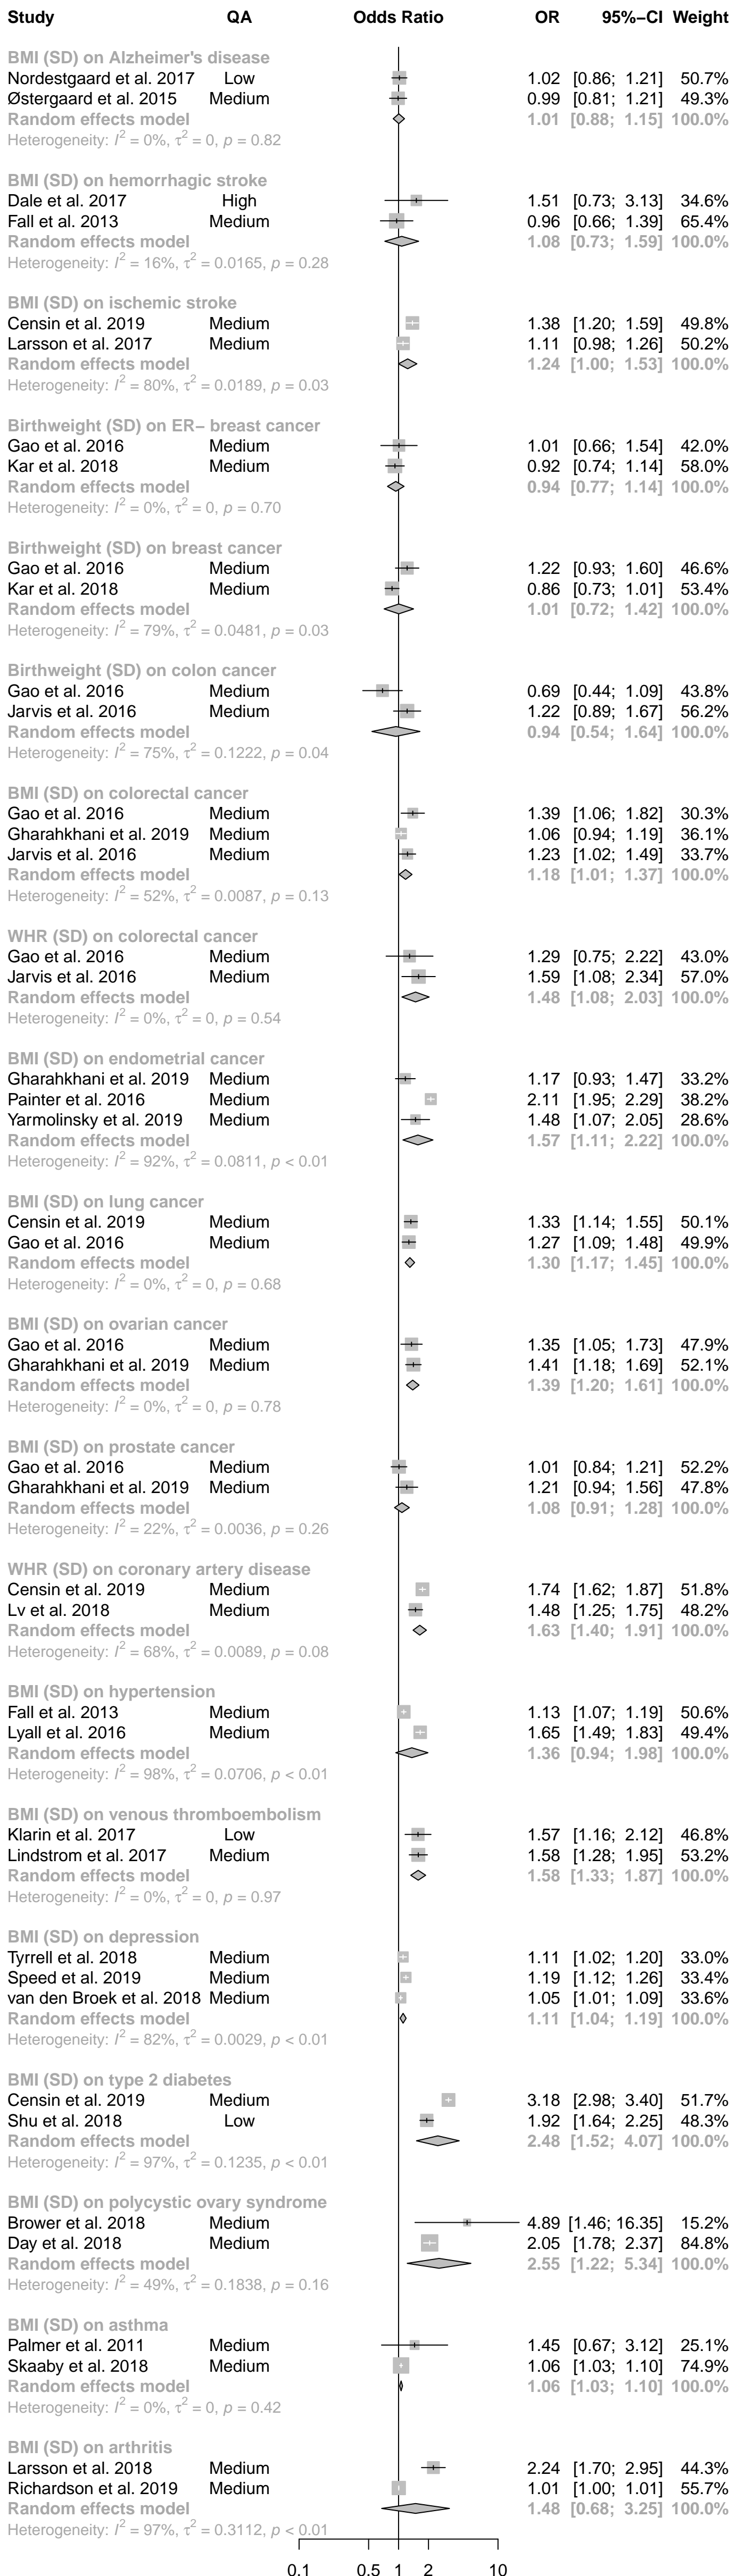 Study QA Odds Ratio OR 95%−CI Weight
BMI (SD) on Alzheimer's disease
Nordestgaard et al. 2017 Low 1.02 [0.86; 1.21] 50.7%
Østergaard et al. 2015 Medium 0.99 [0.81; 1.21] 49.3%
Random effects model 1.01 [0.88; 1.15] 100.0%
Heterogeneity: I² = 0%, τ² = 0, p = 0.82
BMI (SD) on hemorrhagic stroke
Dale et al. 2017 High 1.51 [0.73; 3.13] 34.6%
Fall et al. 2013 Medium 0.96 [0.66; 1.39] 65.4%
Random effects model 1.08 [0.73; 1.59] 100.0%
Heterogeneity: I² = 16%, τ² = 0.0165, p = 0.28
BMI (SD) on ischemic stroke
Censin et al. 2019 Medium 1.38 [1.20; 1.59] 49.8%
Larsson et al. 2017 Medium 1.11 [0.98; 1.26] 50.2%
Random effects model 1.24 [1.00; 1.53] 100.0%
Heterogeneity: I² = 80%, τ² = 0.0189, p = 0.03
Birthweight (SD) on ER− breast cancer
Gao et al. 2016 Medium 1.01 [0.66; 1.54] 42.0%
Kar et al. 2018 Medium 0.92 [0.74; 1.14] 58.0%
Random effects model 0.94 [0.77; 1.14] 100.0%
Heterogeneity: I² = 0%, τ² = 0, p = 0.70
Birthweight (SD) on breast cancer
Gao et al. 2016 Medium 1.22 [0.93; 1.60] 46.6%
Kar et al. 2018 Medium 0.86 [0.73; 1.01] 53.4%
Random effects model 1.01 [0.72; 1.42] 100.0%
Heterogeneity: I² = 79%, τ² = 0.0481, p = 0.03
Birthweight (SD) on colon cancer
Gao et al. 2016 Medium 0.69 [0.44; 1.09] 43.8%
Jarvis et al. 2016 Medium 1.22 [0.89; 1.67] 56.2%
Random effects model 0.94 [0.54; 1.64] 100.0%
Heterogeneity: I² = 75%, τ² = 0.1222, p = 0.04
BMI (SD) on colorectal cancer
Gao et al. 2016 Medium 1.39 [1.06; 1.82] 30.3%
Gharahkhani et al. 2019 Medium 1.06 [0.94; 1.19] 36.1%
Jarvis et al. 2016 Medium 1.23 [1.02; 1.49] 33.7%
Random effects model 1.18 [1.01; 1.37] 100.0%
Heterogeneity: I² = 52%, τ² = 0.0087, p = 0.13
WHR (SD) on colorectal cancer
Gao et al. 2016 Medium 1.29 [0.75; 2.22] 43.0%
Jarvis et al. 2016 Medium 1.59 [1.08; 2.34] 57.0%
Random effects model 1.48 [1.08; 2.03] 100.0%
Heterogeneity: I² = 0%, τ² = 0, p = 0.54
BMI (SD) on endometrial cancer
Gharahkhani et al. 2019 Medium 1.17 [0.93; 1.47] 33.2%
Painter et al. 2016 Medium 2.11 [1.95; 2.29] 38.2%
Yarmolinsky et al. 2019 Medium 1.48 [1.07; 2.05] 28.6%
Random effects model 1.57 [1.11; 2.22] 100.0%
Heterogeneity: I² = 92%, τ² = 0.0811, p < 0.01
BMI (SD) on lung cancer
Censin et al. 2019 Medium 1.33 [1.14; 1.55] 50.1%
Gao et al. 2016 Medium 1.27 [1.09; 1.48] 49.9%
Random effects model 1.30 [1.17; 1.45] 100.0%
Heterogeneity: I² = 0%, τ² = 0, p = 0.68
BMI (SD) on ovarian cancer
Gao et al. 2016 Medium 1.35 [1.05; 1.73] 47.9%
Gharahkhani et al. 2019 Medium 1.41 [1.18; 1.69] 52.1%
Random effects model 1.39 [1.20; 1.61] 100.0%
Heterogeneity: I² = 0%, τ² = 0, p = 0.78
BMI (SD) on prostate cancer
Gao et al. 2016 Medium 1.01 [0.84; 1.21] 52.2%
Gharahkhani et al. 2019 Medium 1.21 [0.94; 1.56] 47.8%
Random effects model 1.08 [0.91; 1.28] 100.0%
Heterogeneity: I² = 22%, τ² = 0.0036, p = 0.26
WHR (SD) on coronary artery disease
Censin et al. 2019 Medium 1.74 [1.62; 1.87] 51.8%
Lv et al. 2018 Medium 1.48 [1.25; 1.75] 48.2%
Random effects model 1.63 [1.40; 1.91] 100.0%
Heterogeneity: I² = 68%, τ² = 0.0089, p = 0.08
BMI (SD) on hypertension
Fall et al. 2013 Medium 1.13 [1.07; 1.19] 50.6%
Lyall et al. 2016 Medium 1.65 [1.49; 1.83] 49.4%
Random effects model 1.36 [0.94; 1.98] 100.0%
Heterogeneity: I² = 98%, τ² = 0.0706, p < 0.01
BMI (SD) on venous thromboembolism
Klarin et al. 2017 Low 1.57 [1.16; 2.12] 46.8%
Lindstrom et al. 2017 Medium 1.58 [1.28; 1.95] 53.2%
Random effects model 1.58 [1.33; 1.87] 100.0%
Heterogeneity: I² = 0%, τ² = 0, p = 0.97
BMI (SD) on depression
Tyrrell et al. 2018 Medium 1.11 [1.02; 1.20] 33.0%
Speed et al. 2019 Medium 1.19 [1.12; 1.26] 33.4%
van den Broek et al. 2018 Medium 1.05 [1.01; 1.09] 33.6%
Random effects model 1.11 [1.04; 1.19] 100.0%
Heterogeneity: I² = 82%, τ² = 0.0029, p < 0.01
BMI (SD) on type 2 diabetes
Censin et al. 2019 Medium 3.18 [2.98; 3.40] 51.7%
Shu et al. 2018 Low 1.92 [1.64; 2.25] 48.3%
Random effects model 2.48 [1.52; 4.07] 100.0%
Heterogeneity: I² = 97%, τ² = 0.1235, p < 0.01
BMI (SD) on polycystic ovary syndrome
Brower et al. 2018 Medium 4.89 [1.46; 16.35] 15.2%
Day et al. 2018 Medium 2.05 [1.78; 2.37] 84.8%
Random effects model 2.55 [1.22; 5.34] 100.0%
Heterogeneity: I² = 49%, τ² = 0.1838, p = 0.16
BMI (SD) on asthma
Palmer et al. 2011 Medium 1.45 [0.67; 3.12] 25.1%
Skaaby et al. 2018 Medium 1.06 [1.03; 1.10] 74.9%
Random effects model 1.06 [1.03; 1.10] 100.0%
Heterogeneity: I² = 0%, τ² = 0, p = 0.42
BMI (SD) on arthritis
Larsson et al. 2018 Medium 2.24 [1.70; 2.95] 44.3%
Richardson et al. 2019 Medium 1.01 [1.00; 1.01] 55.7%
Random effects model 1.48 [0.68; 3.25] 100.0%
Heterogeneity: I² = 97%, τ² = 0.3112, p < 0.01
0.1 0.5 1 2 10